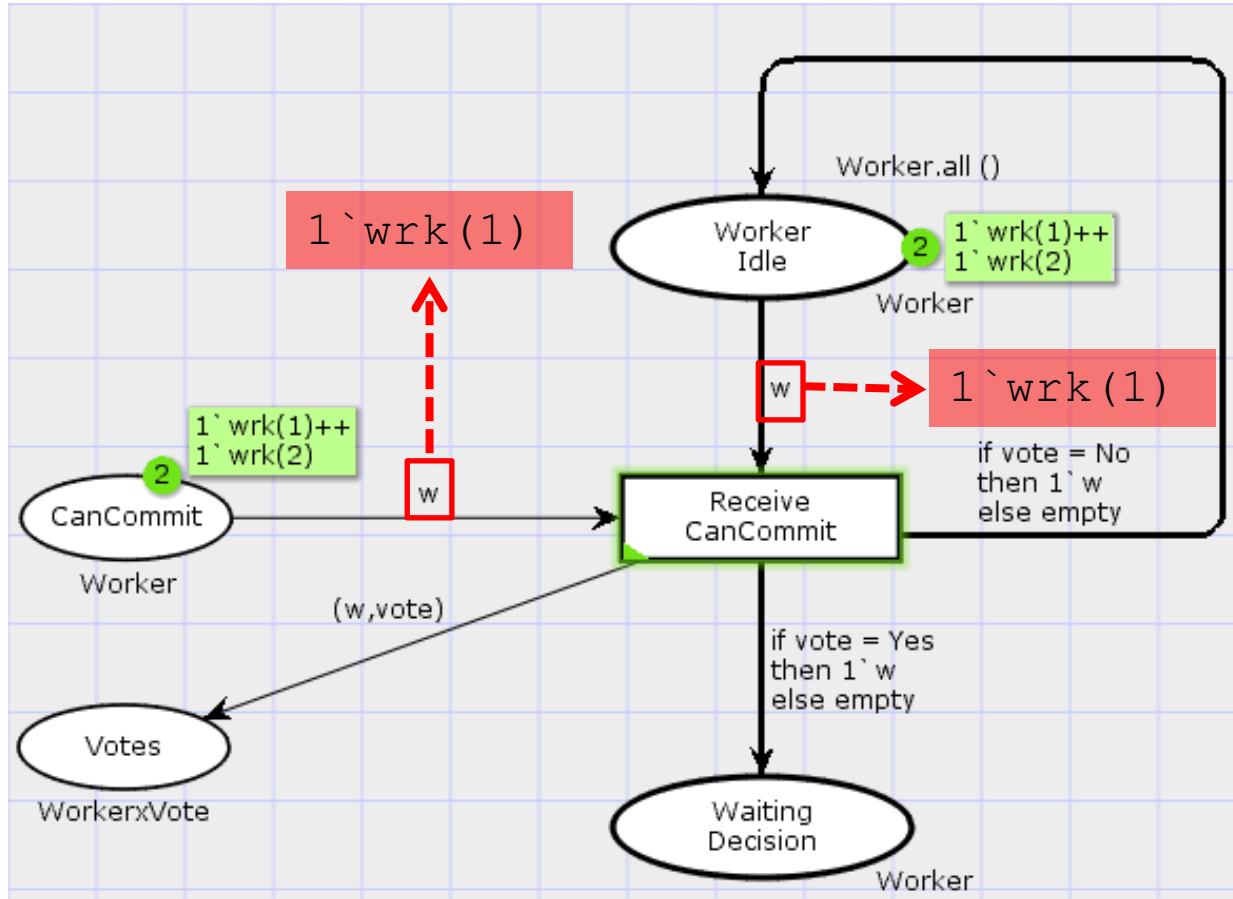 Worker.all ()
1`wrk(1)
Worker
Idle
2
1`wrk(1)++
1`wrk(2)
Worker
w
1`wrk(1)
1`wrk(1)++
1`wrk(2)
2
CanCommit
Worker
w
Receive
CanCommit
if vote = No
then 1`w
else empty
(w,vote)
if vote = Yes
then 1`w
else empty
Votes
WorkerxVote
Waiting
Decision
Worker